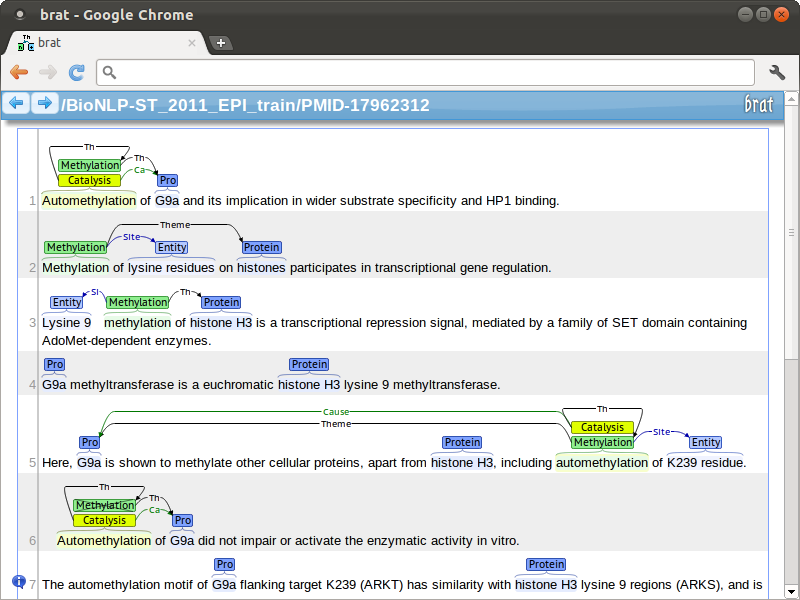 brat - Google Chrome
brat
/BioNLP-ST_2011_EPI_train/PMID-17962312
brat
Th
Methylation Th
Catalysis Ca Pro
1 Automethylation of G9a and its implication in wider substrate specificity and HP1 binding.
Theme
Site
Methylation Entity Protein
2 Methylation of lysine residues on histones participates in transcriptional gene regulation.
Si Th
Entity Methylation Protein
3 Lysine 9 methylation of histone H3 is a transcriptional repression signal, mediated by a family of SET domain containing
AdoMet-dependent enzymes.
Pro Protein
4 G9a methyltransferase is a euchromatic histone H3 lysine 9 methyltransferase.
Cause Th
Theme Catalysis
Site
Pro Protein Methylation Entity
5 Here, G9a is shown to methylate other cellular proteins, apart from histone H3, including automethylation of K239 residue.
Th
Methylation Th
Catalysis Ca Pro
6 Automethylation of G9a did not impair or activate the enzymatic activity in vitro.
Pro Protein
7 The automethylation motif of G9a flanking target K239 (ARKT) has similarity with histone H3 lysine 9 regions (ARKS), and is